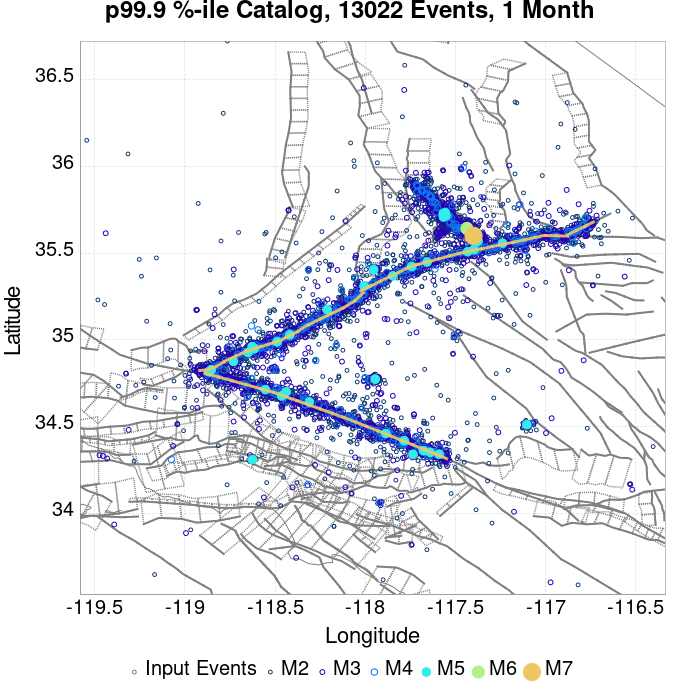 p99.9 %-ile Catalog, 13022 Events, 1 Month
36.5
36
35.5
35
34.5
34
Latitude
-119.5 -119 -118.5 -118 -117.5 -117 -116.5
Longitude
Input Events M2 M3 M4 M5 M6 M7